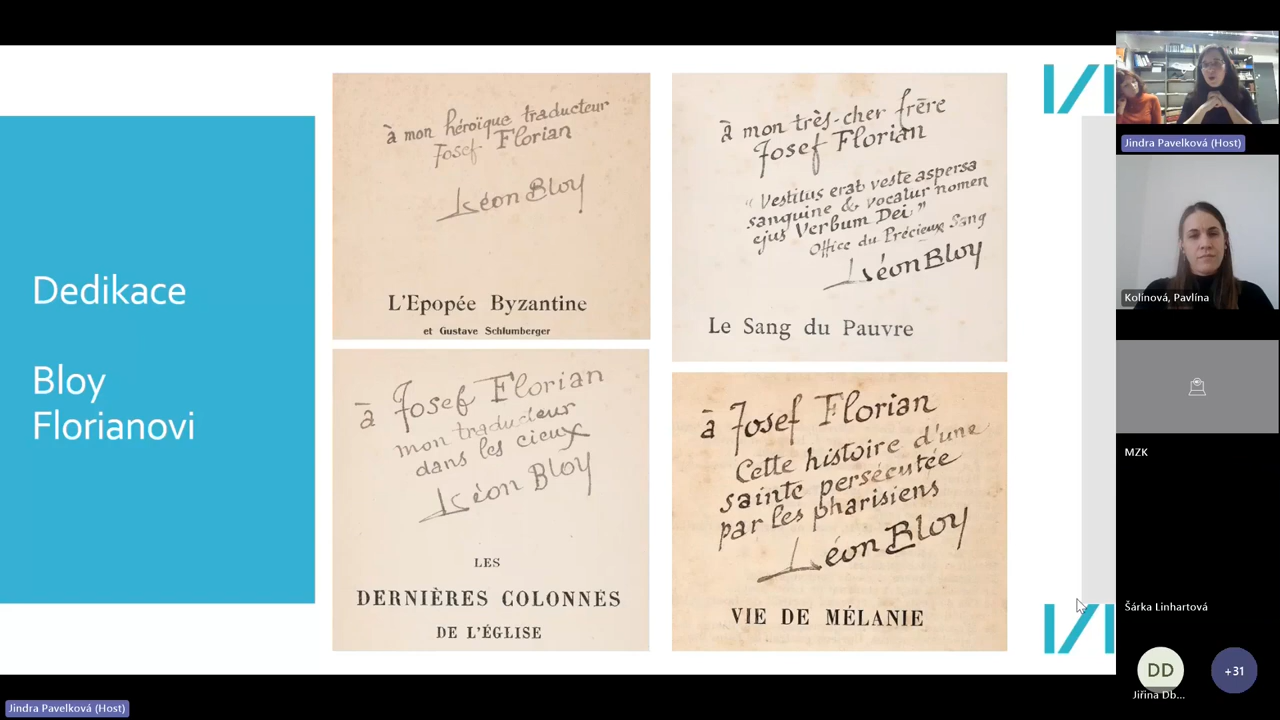 Dedikace
Bloy
Florianovi
à mon héroïque traducteur
Josef Florian
Léon Bloy
L'Epopée Byzantine
et Gustave Schlumberger
à mon très-cher frère
Josef Florian
« Vestitus erat veste aspersa
sanguine & vocatur nomen
ejus Verbum Dei »
Office du Précieux Sang
Léon Bloy
Le Sang du Pauvre
à Josef Florian
mon traducteur
dans les cieux
Léon Bloy
LES
DERNIÈRES COLONNES
DE L'ÉGLISE
à Josef Florian
Cette histoire d'une
sainte persécutée
par les pharisiens
Léon Bloy
VIE DE MÉLANIE
Jindra Pavelková (Host)
Kolínová, Pavlína
MZK
Šárka Linhartová
DD
Jiřina Db...
+31
Jindra Pavelková (Host)